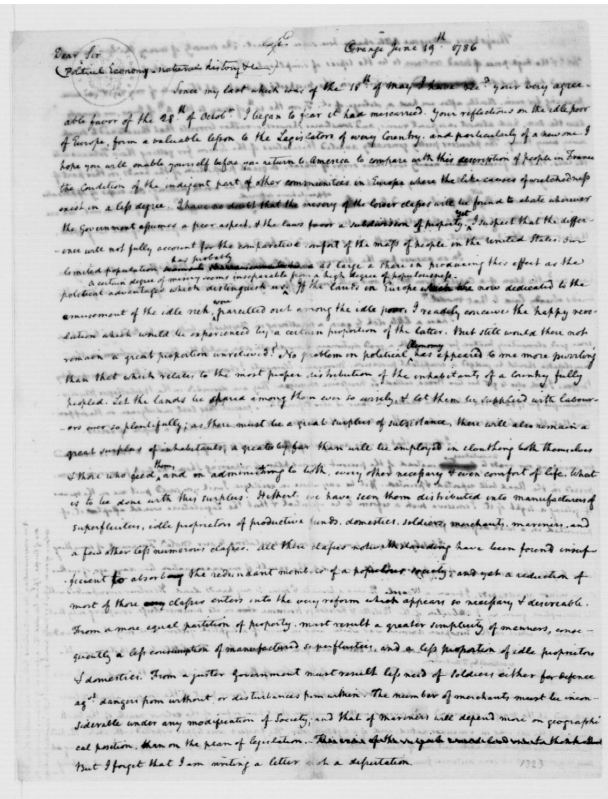 Dear Sir
Orange June 19th 1786
Political Economy, natural history &c
Since my last which was of the 18th of May I have recd your very agree-
able favor of the 28th of Octobr. I began to fear it had miscarried. Your reflections on the idle poor
of Europe, form a valuable lesson to the Legislators of every Country, and particularly of a new one. I
hope you will enable yourself before you return to America to compare with this description of people in France
the Condition of the indigent part of other communities in Europe where the like causes of wretchedness
exist in a less degree. I have no doubt that the misery of the lower classes will be found to abate wherever
the Government assumes a freer aspect, & the laws favor a subdivision of property. yet I suspect that the differ-
ence will not fully account for the comparative comfort of the mass of people in the United States. Our
limited population has probably as large a share in producing this effect as the
political advantages which distinguish us. A certain degree of misery seems inseparable from a high degree of populousness. If the lands in Europe which are now dedicated to the
amusement of the idle rich, were parcelled out among the idle poor, I readily conceive the happy revo-
lution which would be experienced by a certain proportion of the latter. But still would there not
remain a great proportion unrelieved? No problem in political Œconomy has appeared to me more puzzling
than that which relates to the most proper distribution of the inhabitants of a Country fully
peopled. Let the lands be shared among them ever so wisely, & let them be supplied with labour-
ers ever so plentifully; as there must be a great surplus of subsistence, there will also remain a
great surplus of inhabitants, a greater by far than will be employed in cloathing both themselves
& those who feed them, and in administering to both, every other necessary & even comfort of life. What
is to be done with this surplus? Hitherto we have seen them distributed into manufacturers of
superfluities, idle proprietors of productive funds, domestics, soldiers, merchants, mariners, and
a few other less numerous classes. All these classes notwithstanding have been found insuf-
ficient to absorb the redundant members of a populous society; and yet a reduction of
most of those classes enters into the very reform which appears so necessary & desireable.
From a more equal partition of property, must result a greater simplicity of manners, conse-
quently a less consumption of manufactured superfluities, and a less proportion of idle proprietors
& domestics. From a juster Government must result less need of soldiers either for defence
agst dangers from without or disturbances from within. The number of merchants must be incon-
siderable under any modification of Society; and that of mariners will depend more on geographi-
cal position, than on the plan of legislation.
But I forget that I am writing a letter not a dissertation.